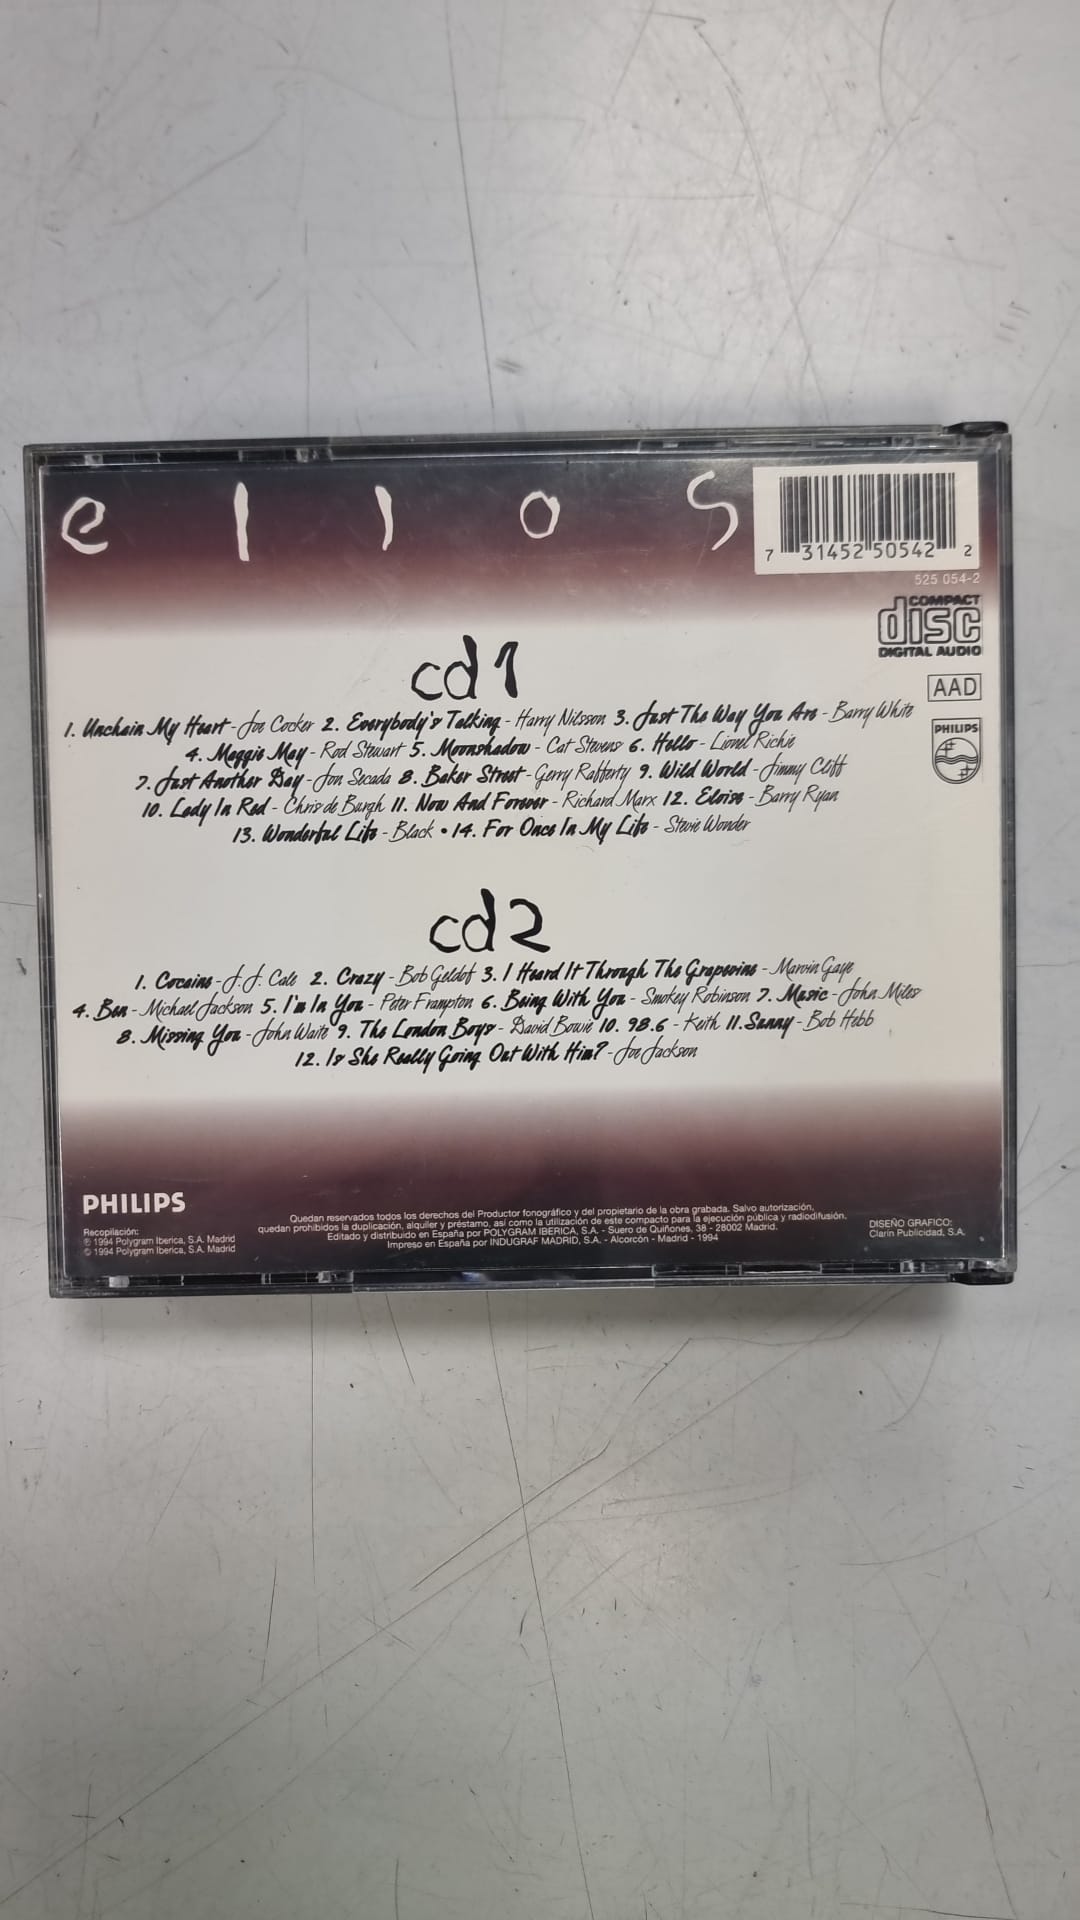 ellos
7 31452 50542 2
525 054-2
COMPACT
disc
DIGITAL AUDIO
AAD
PHILIPS
cd 1
1. Unchain My Heart - Joe Cocker 2. Everybody's Talking - Harry Nilsson 3. Just The Way You Are - Barry White
4. Maggie May - Rod Stewart 5. Moonshadow - Cat Stevens 6. Hello - Lionel Richie
7. Just Another Day - Jon Secada 8. Baker Street - Gerry Rafferty 9. Wild World - Jimmy Cliff
10. Lady In Red - Chris de Burgh 11. Now And Forever - Richard Marx 12. Eloise - Barry Ryan
13. Wonderful Life - Black • 14. For Once In My Life - Stevie Wonder
cd 2
1. Cocaine - J.J. Cale 2. Crazy - Bob Geldof 3. I Heard It Through The Grapevine - Marvin Gaye
4. Ben - Michael Jackson 5. I'm In You - Peter Frampton 6. Being With You - Smokey Robinson 7. Music - John Miles
8. Missing You - John Waite 9. The London Boys - David Bowie 10. 98.6 - Keith 11. Sunny - Bob Hebb
12. Is She Really Going Out With Him? - Joe Jackson
PHILIPS
Recopilación:
℗ 1994 Polygram Iberica, S.A. Madrid
© 1994 Polygram Iberica, S.A. Madrid
Quedan reservados todos los derechos del Productor fonográfico y del propietario de la obra grabada. Salvo autorización,
quedan prohibidos la duplicación, alquiler y préstamo, así como la utilización de este compacto para la ejecución pública y radiodifusión.
Editado y distribuido en España por POLYGRAM IBERICA, S.A. - Suero de Quiñones, 38 - 28002 Madrid.
Impreso en España por INDUGRAF MADRID, S.A. - Alcorcón - Madrid - 1994
DISEÑO GRAFICO:
Clarín Publicidad, S.A.